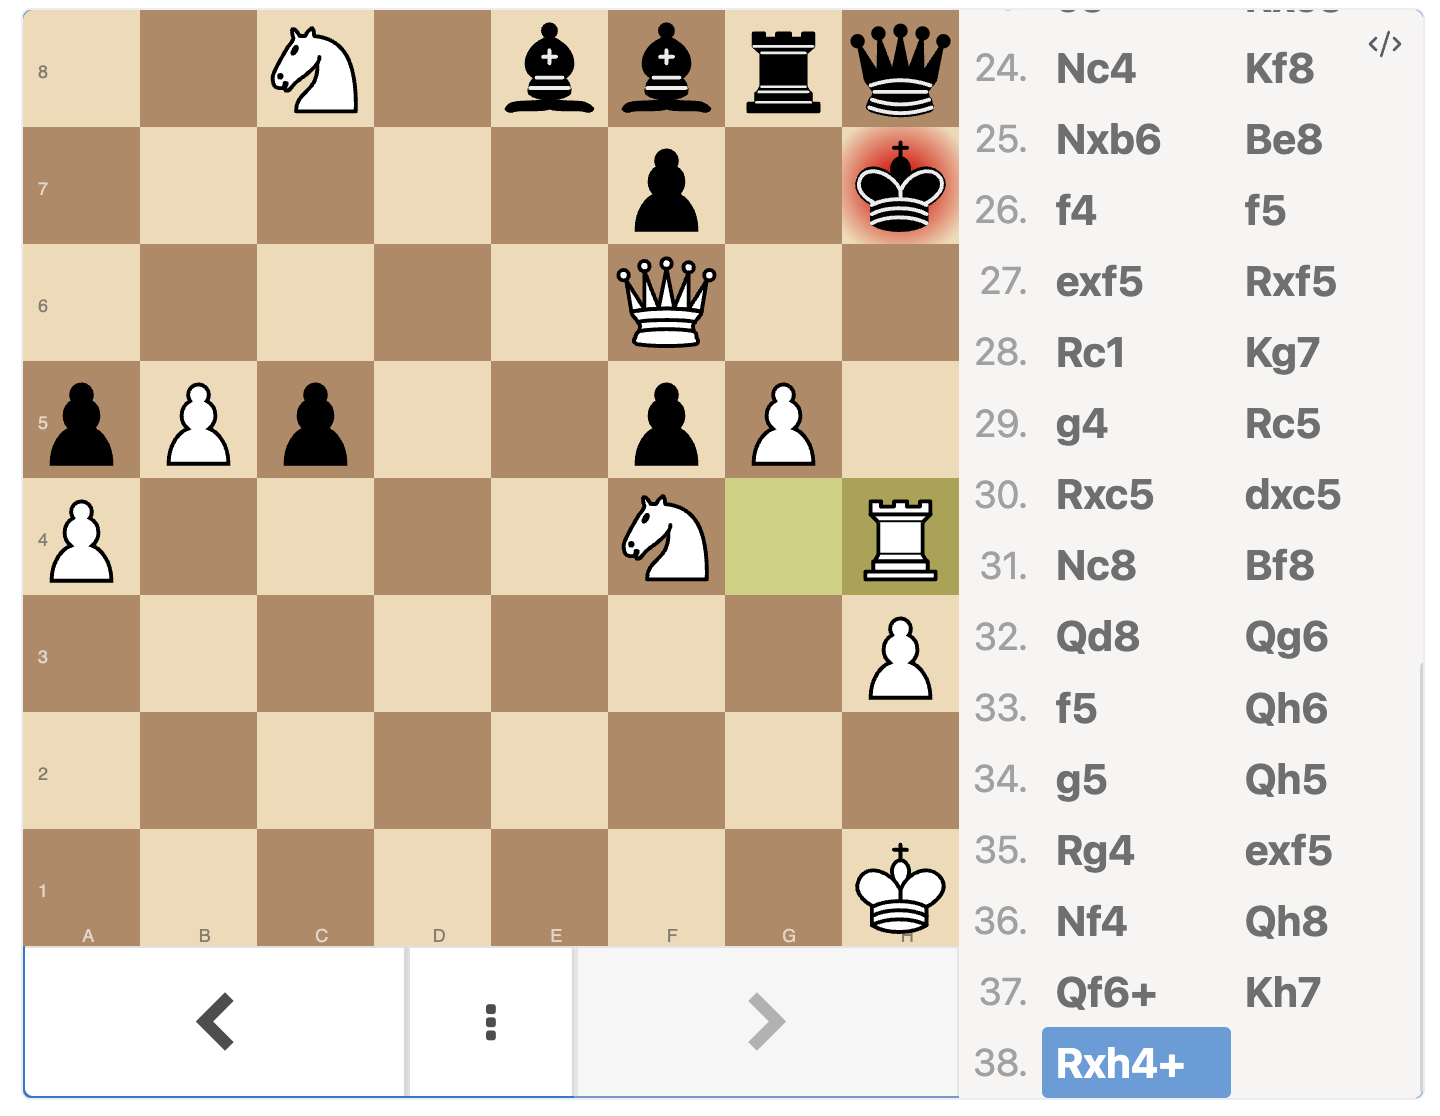 8
7
6
5
4
3
2
1
A B C D E F G H
</>
24. Nc4 Kf8
25. Nxb6 Be8
26. f4 f5
27. exf5 Rxf5
28. Rc1 Kg7
29. g4 Rc5
30. Rxc5 dxc5
31. Nc8 Bf8
32. Qd8 Qg6
33. f5 Qh6
34. g5 Qh5
35. Rg4 exf5
36. Nf4 Qh8
37. Qf6+ Kh7
38. Rxh4+